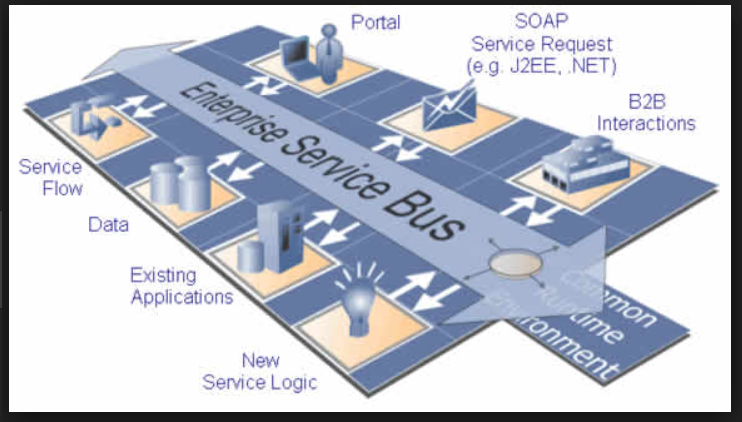 Portal
SOAP
Service Request
(e.g. J2EE, .NET)
B2B
Interactions
Enterprise Service Bus
Service
Flow
Data
Existing
Applications
New
Service Logic
Common
Runtime
Environment